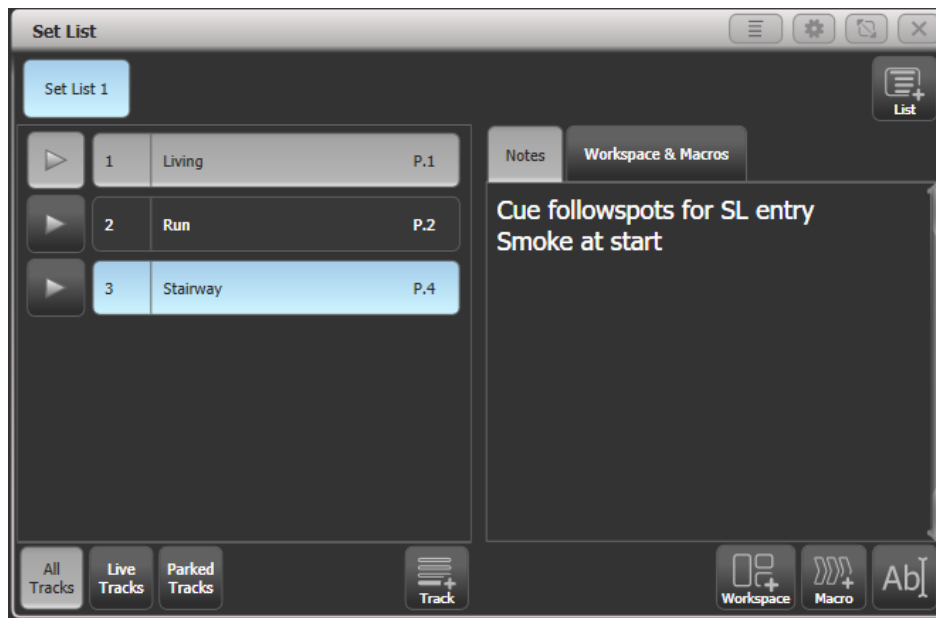 Set List
Set List 1
List
1 Living P.1
2 Run P.2
3 Stairway P.4
Notes
Workspace & Macros
Cue followspots for SL entry
Smoke at start
All
Tracks
Live
Tracks
Parked
Tracks
Track
Workspace
Macro
Ab